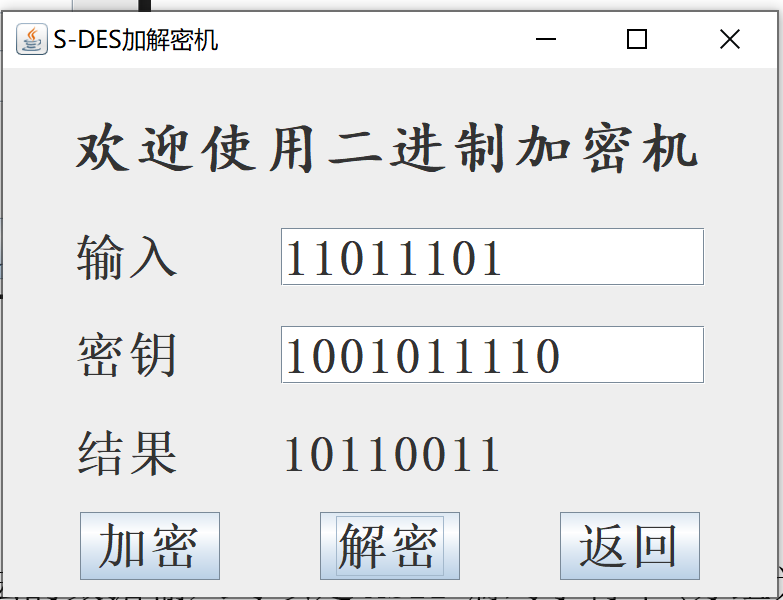 S-DES加解密机
欢迎使用二进制加密机
输入 11011101
密钥 1001011110
结果 10110011
加密 解密 返回